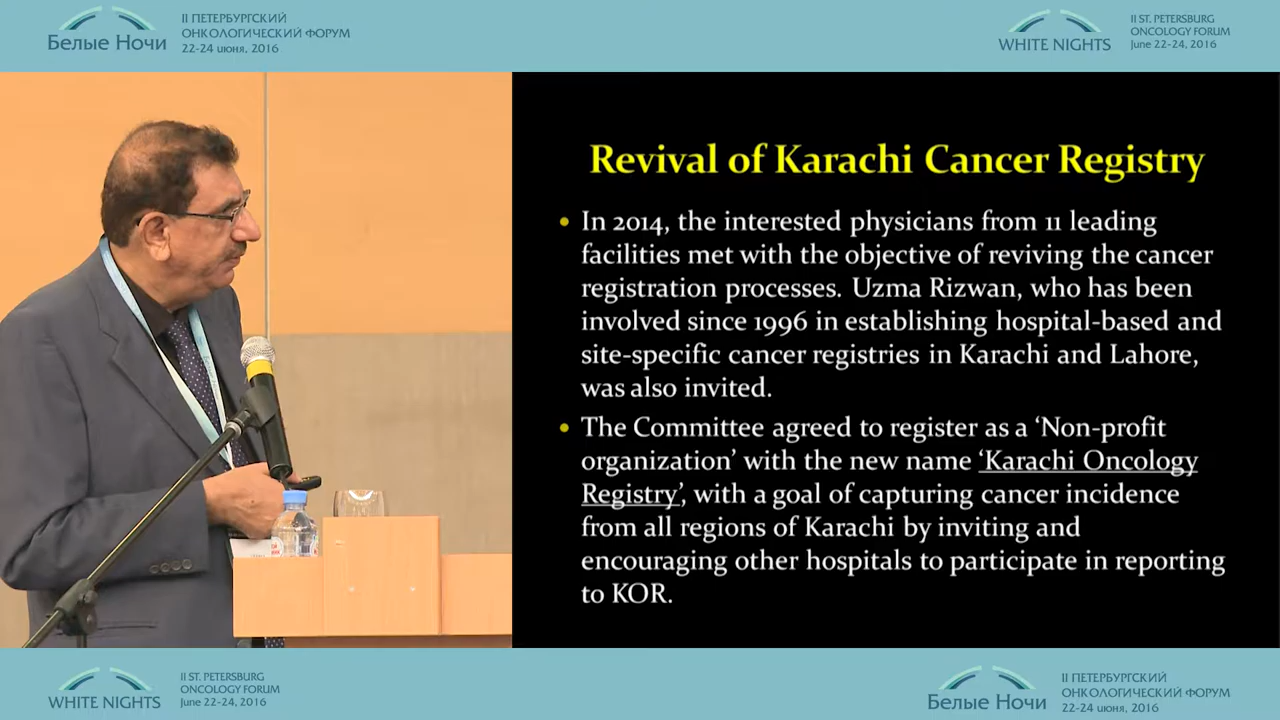 Белые Ночи
II ПЕТЕРБУРГСКИЙ
ОНКОЛОГИЧЕСКИЙ ФОРУМ
22-24 июня, 2016
WHITE NIGHTS
II ST. PETERSBURG
ONCOLOGY FORUM
June 22-24, 2016
Revival of Karachi Cancer Registry
• In 2014, the interested physicians from 11 leading
facilities met with the objective of reviving the cancer
registration processes. Uzma Rizwan, who has been
involved since 1996 in establishing hospital-based and
site-specific cancer registries in Karachi and Lahore,
was also invited.
• The Committee agreed to register as a ‘Non-profit
organization’ with the new name ‘Karachi Oncology
Registry’, with a goal of capturing cancer incidence
from all regions of Karachi by inviting and
encouraging other hospitals to participate in reporting
to KOR.
WHITE NIGHTS
II ST. PETERSBURG
ONCOLOGY FORUM
June 22-24, 2016
Белые Ночи
II ПЕТЕРБУРГСКИЙ
ОНКОЛОГИЧЕСКИЙ ФОРУМ
22-24 июня, 2016